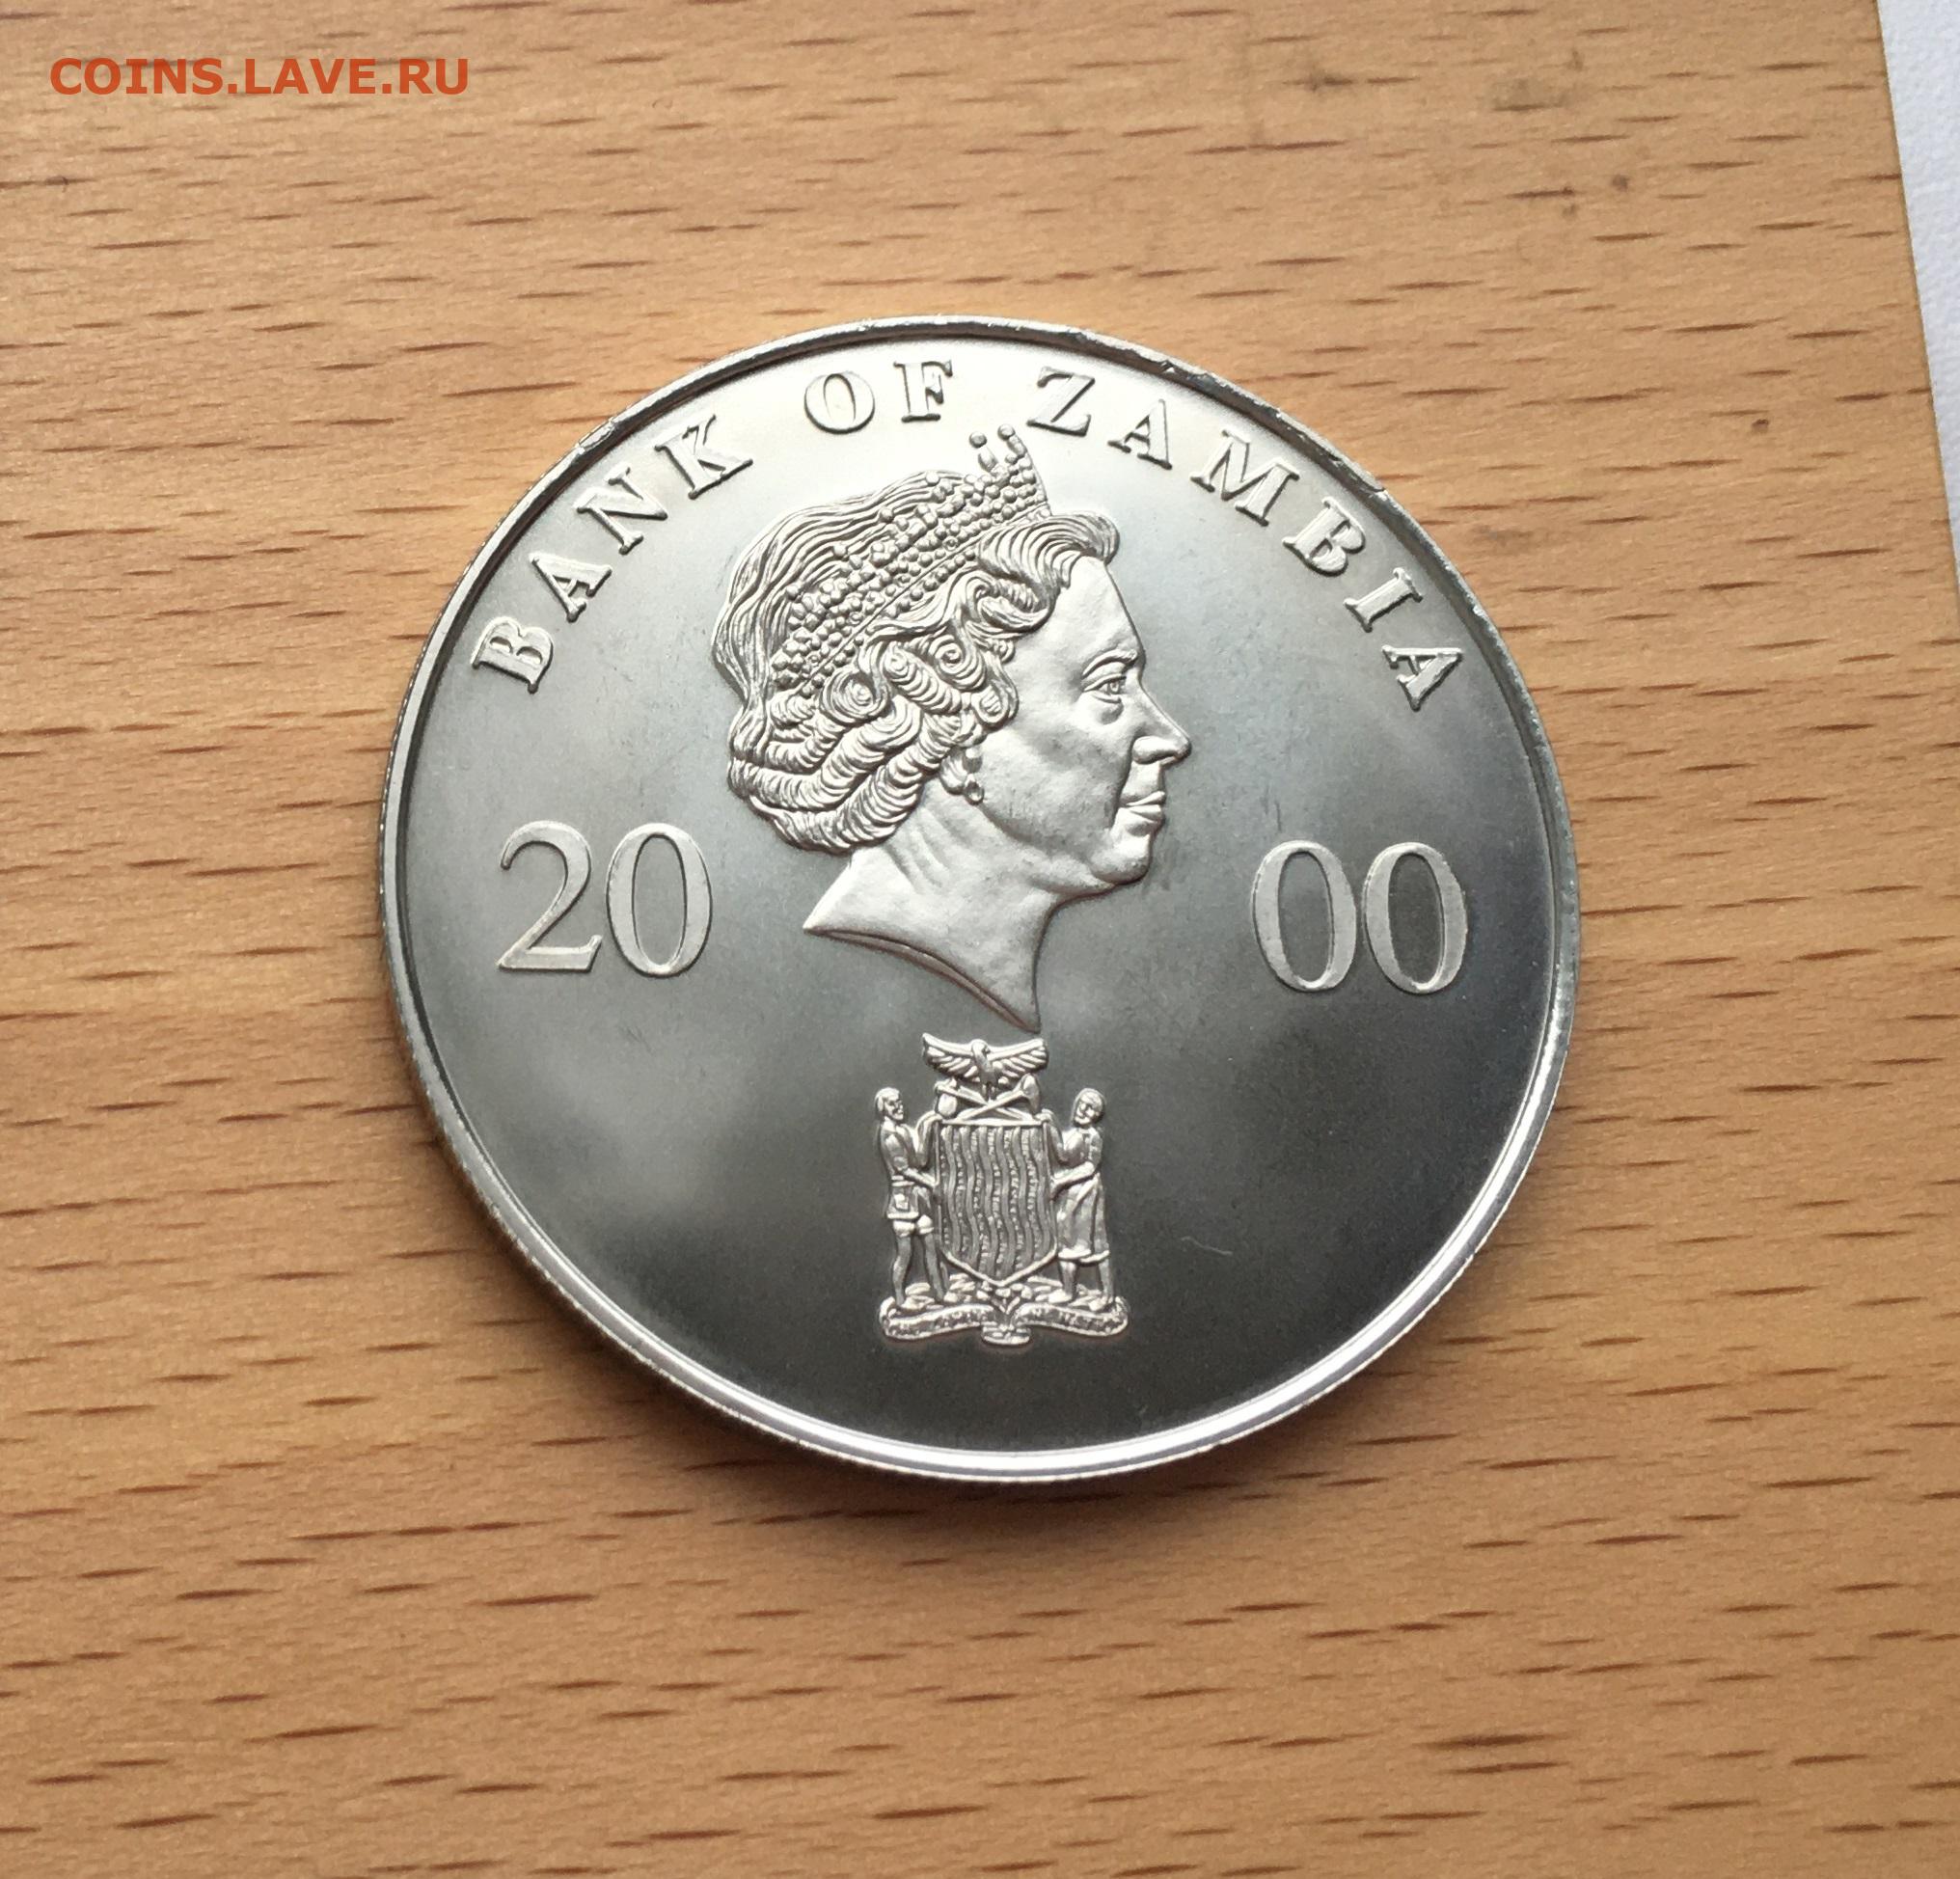 COINS.LAVE.RU
BANK OF ZAMBIA
20 00